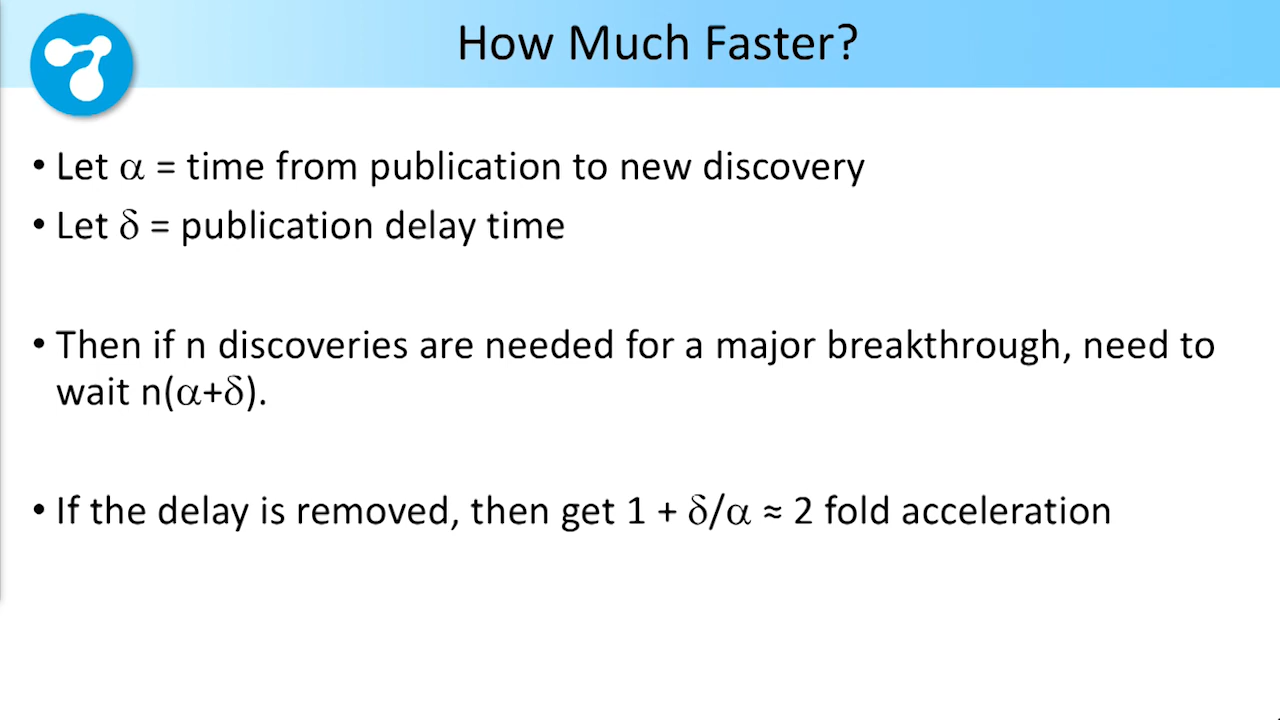 How Much Faster?
• Let α = time from publication to new discovery
• Let δ = publication delay time
• Then if n discoveries are needed for a major breakthrough, need to
wait n(α+δ).
• If the delay is removed, then get 1 + δ/α ≈ 2 fold acceleration